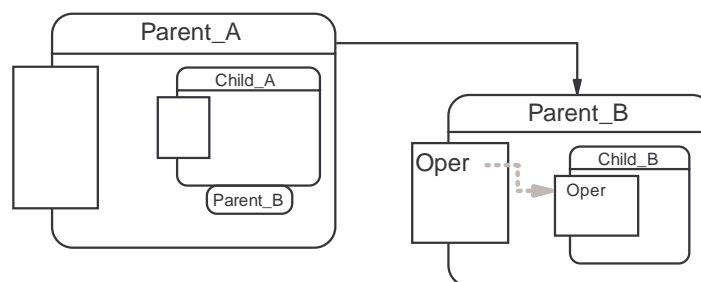 Parent_A
Child_A
Parent_B
Parent_B
Oper
Child_B
Oper